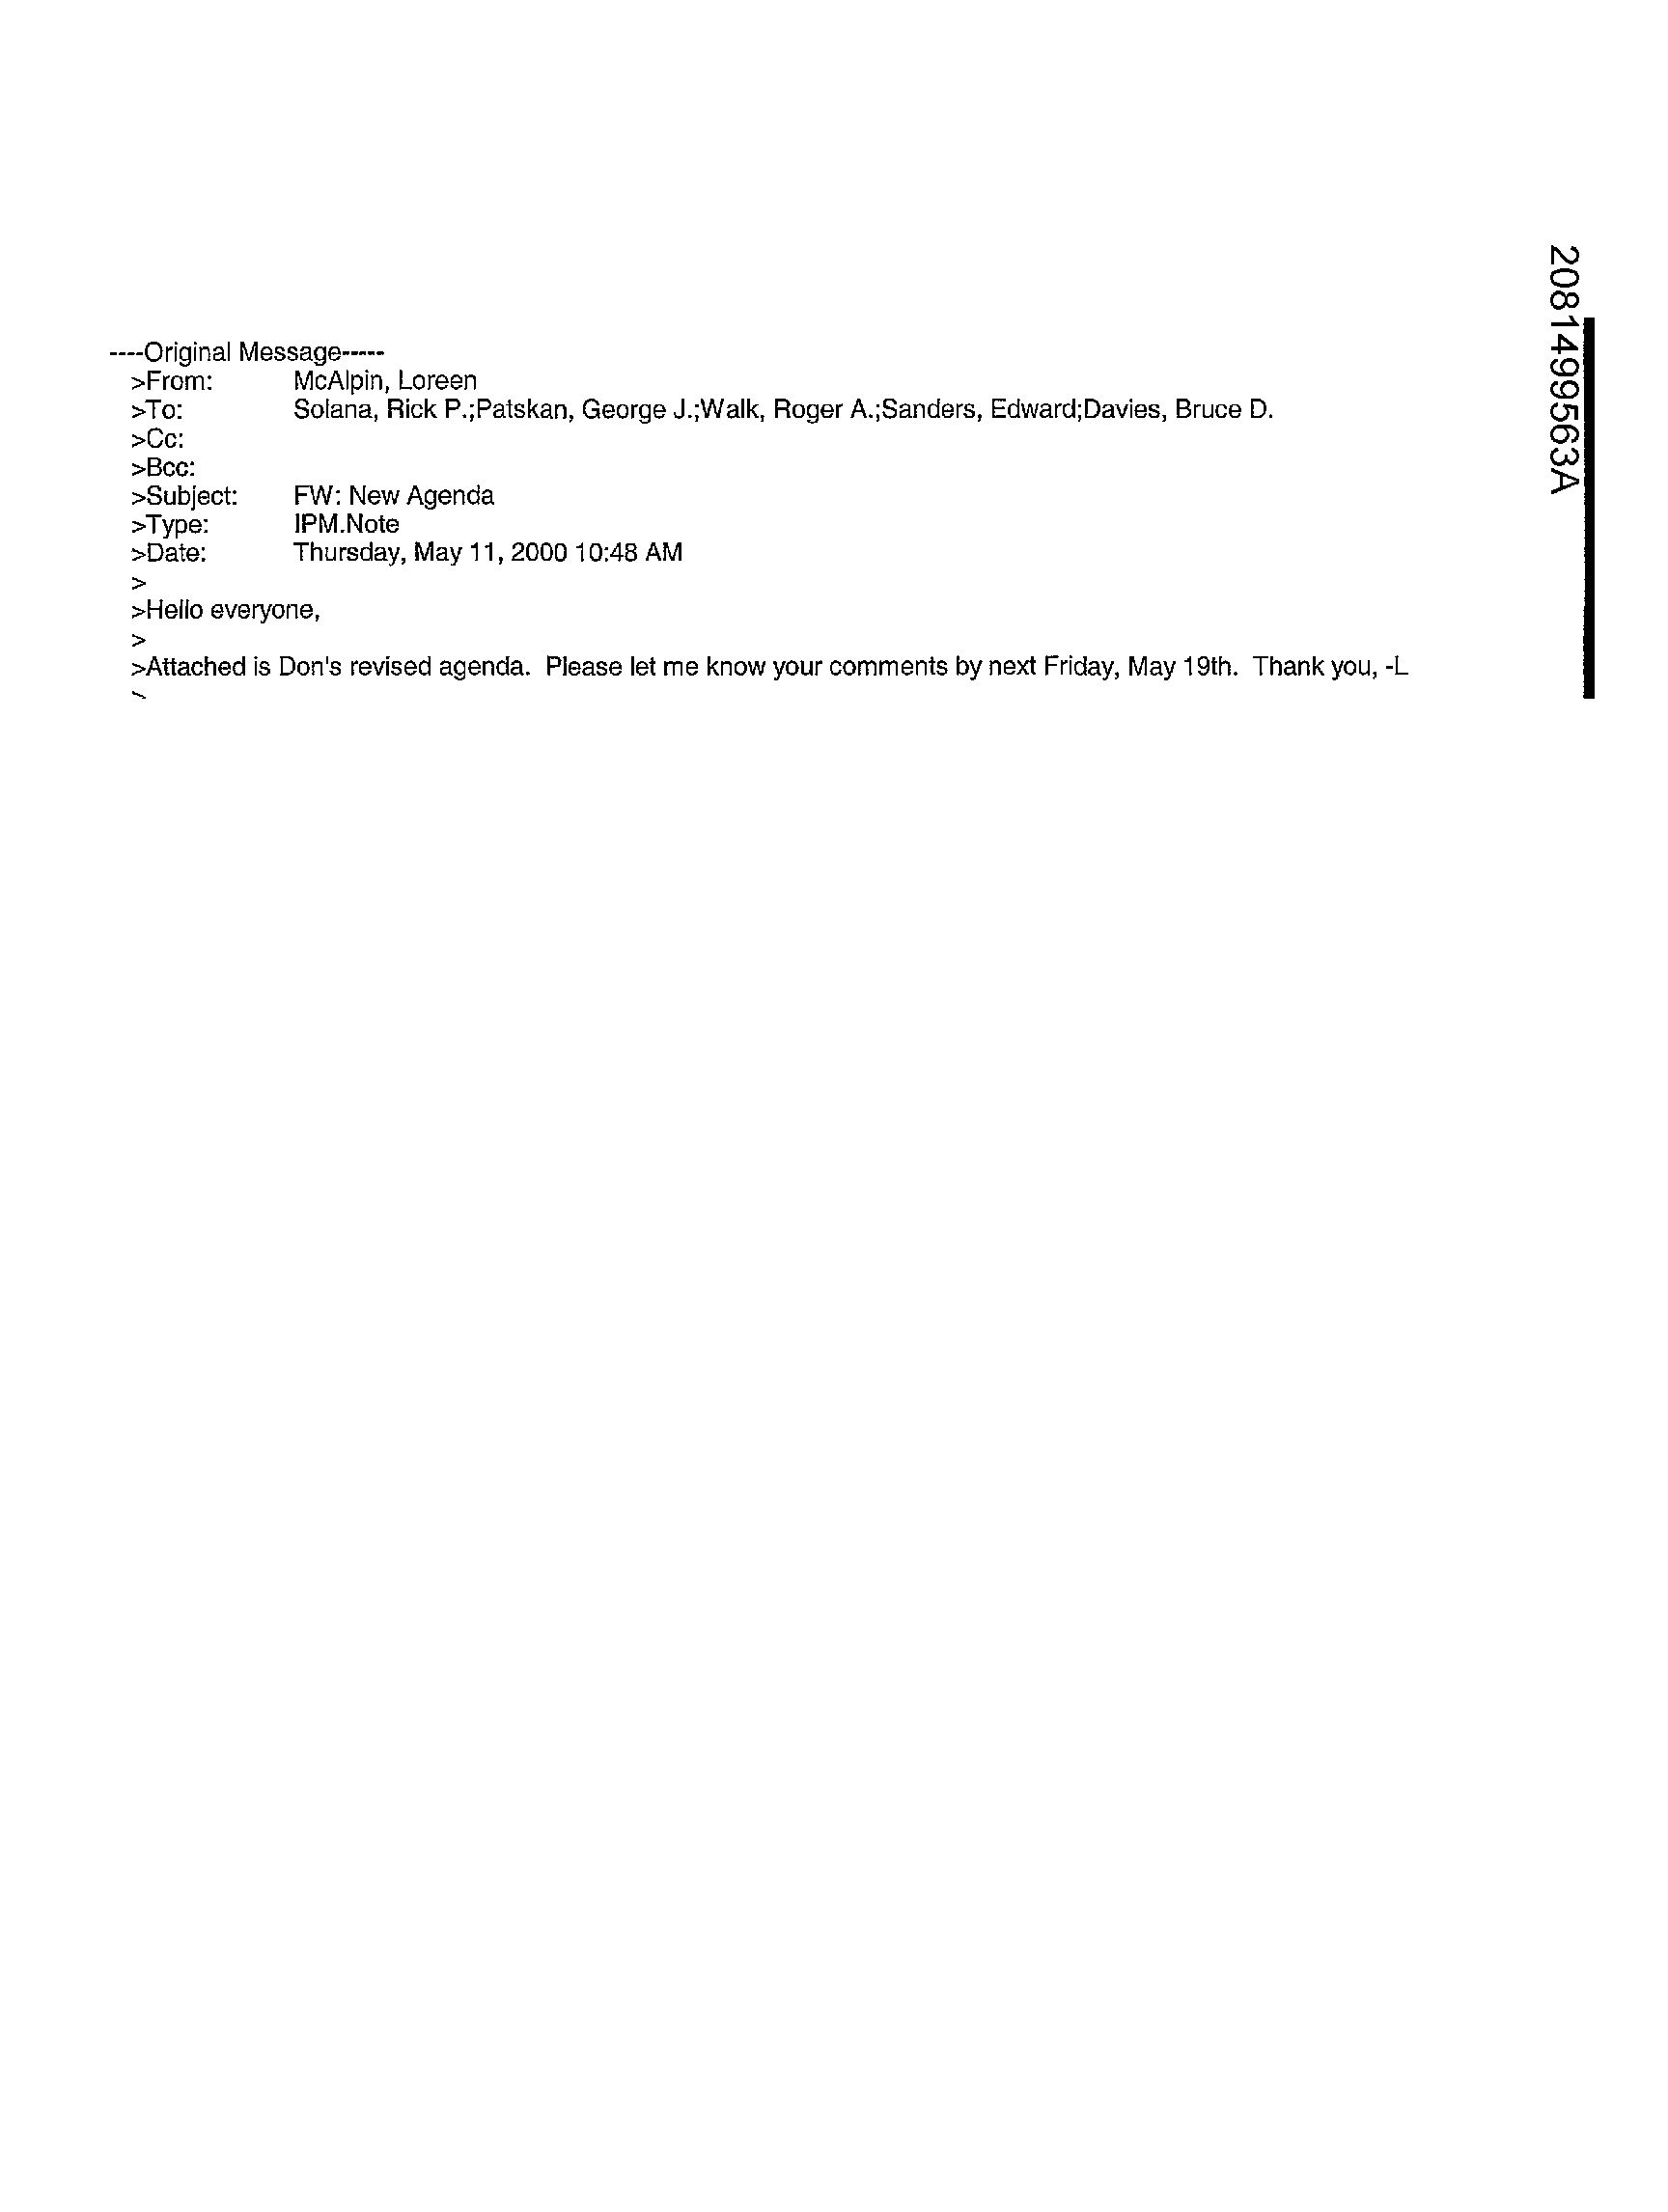 2081499563A
----Original Message-----
>From: McAlpin, Loreen
>To: Solana, Rick P.;Patskan, George J.;Walk, Roger A.;Sanders, Edward;Davies, Bruce D.
>Cc:
>Bcc:
>Subject: FW: New Agenda
>Type: IPM.Note
>Date: Thursday, May 11, 2000 10:48 AM
>
>Hello everyone,
>
>Attached is Don's revised agenda.  Please let me know your comments by next Friday, May 19th.  Thank you, -L